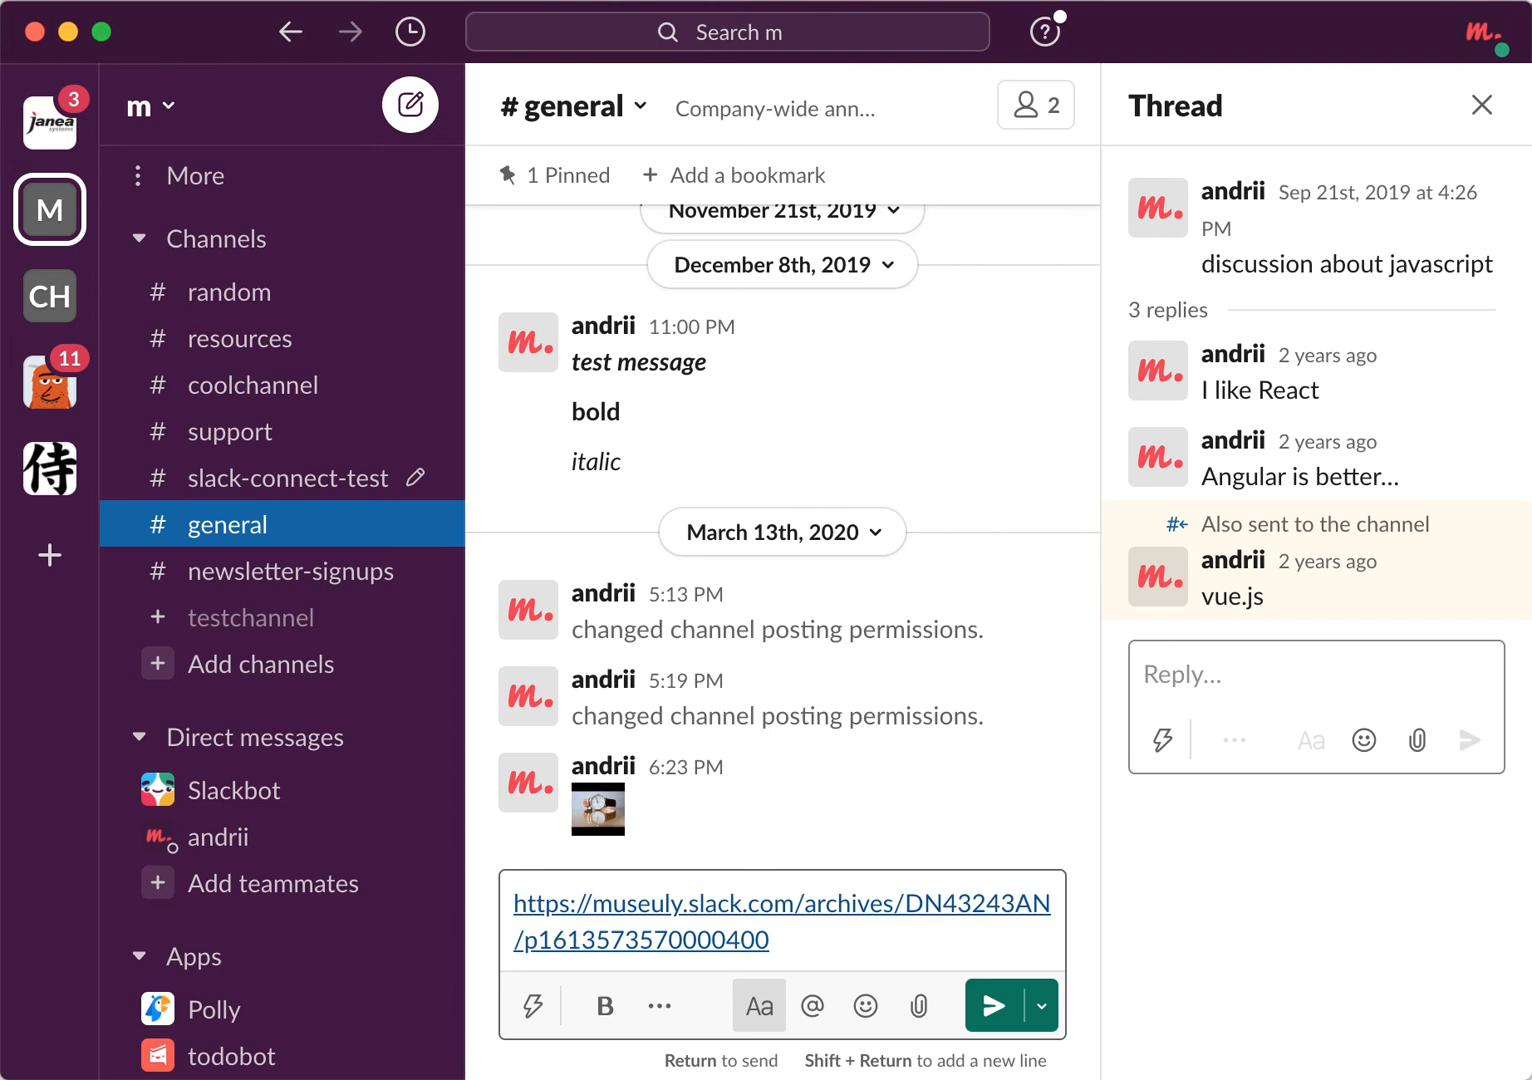 Search m
m.
3
janea
systems
M
CH
11
侍
m
More
Channels
# random
# resources
# coolchannel
# support
# slack-connect-test
# general
# newsletter-signups
+ testchannel
+ Add channels
Direct messages
Slackbot
m. andrii
+ Add teammates
Apps
Polly
todobot
# general
Company-wide ann...
2
1 Pinned
+ Add a bookmark
November 21st, 2019
December 8th, 2019
m.
andrii 11:00 PM
test message
bold
italic
March 13th, 2020
m.
andrii 5:13 PM
changed channel posting permissions.
m.
andrii 5:19 PM
changed channel posting permissions.
m.
andrii 6:23 PM
https://museuly.slack.com/archives/DN43243AN
/p1613573570000400
B ... Aa @
Return to send Shift + Return to add a new line
Thread
m.
andrii Sep 21st, 2019 at 4:26
PM
discussion about javascript
3 replies
m.
andrii 2 years ago
I like React
m.
andrii 2 years ago
Angular is better...
Also sent to the channel
m.
andrii 2 years ago
vue.js
Reply...
... Aa